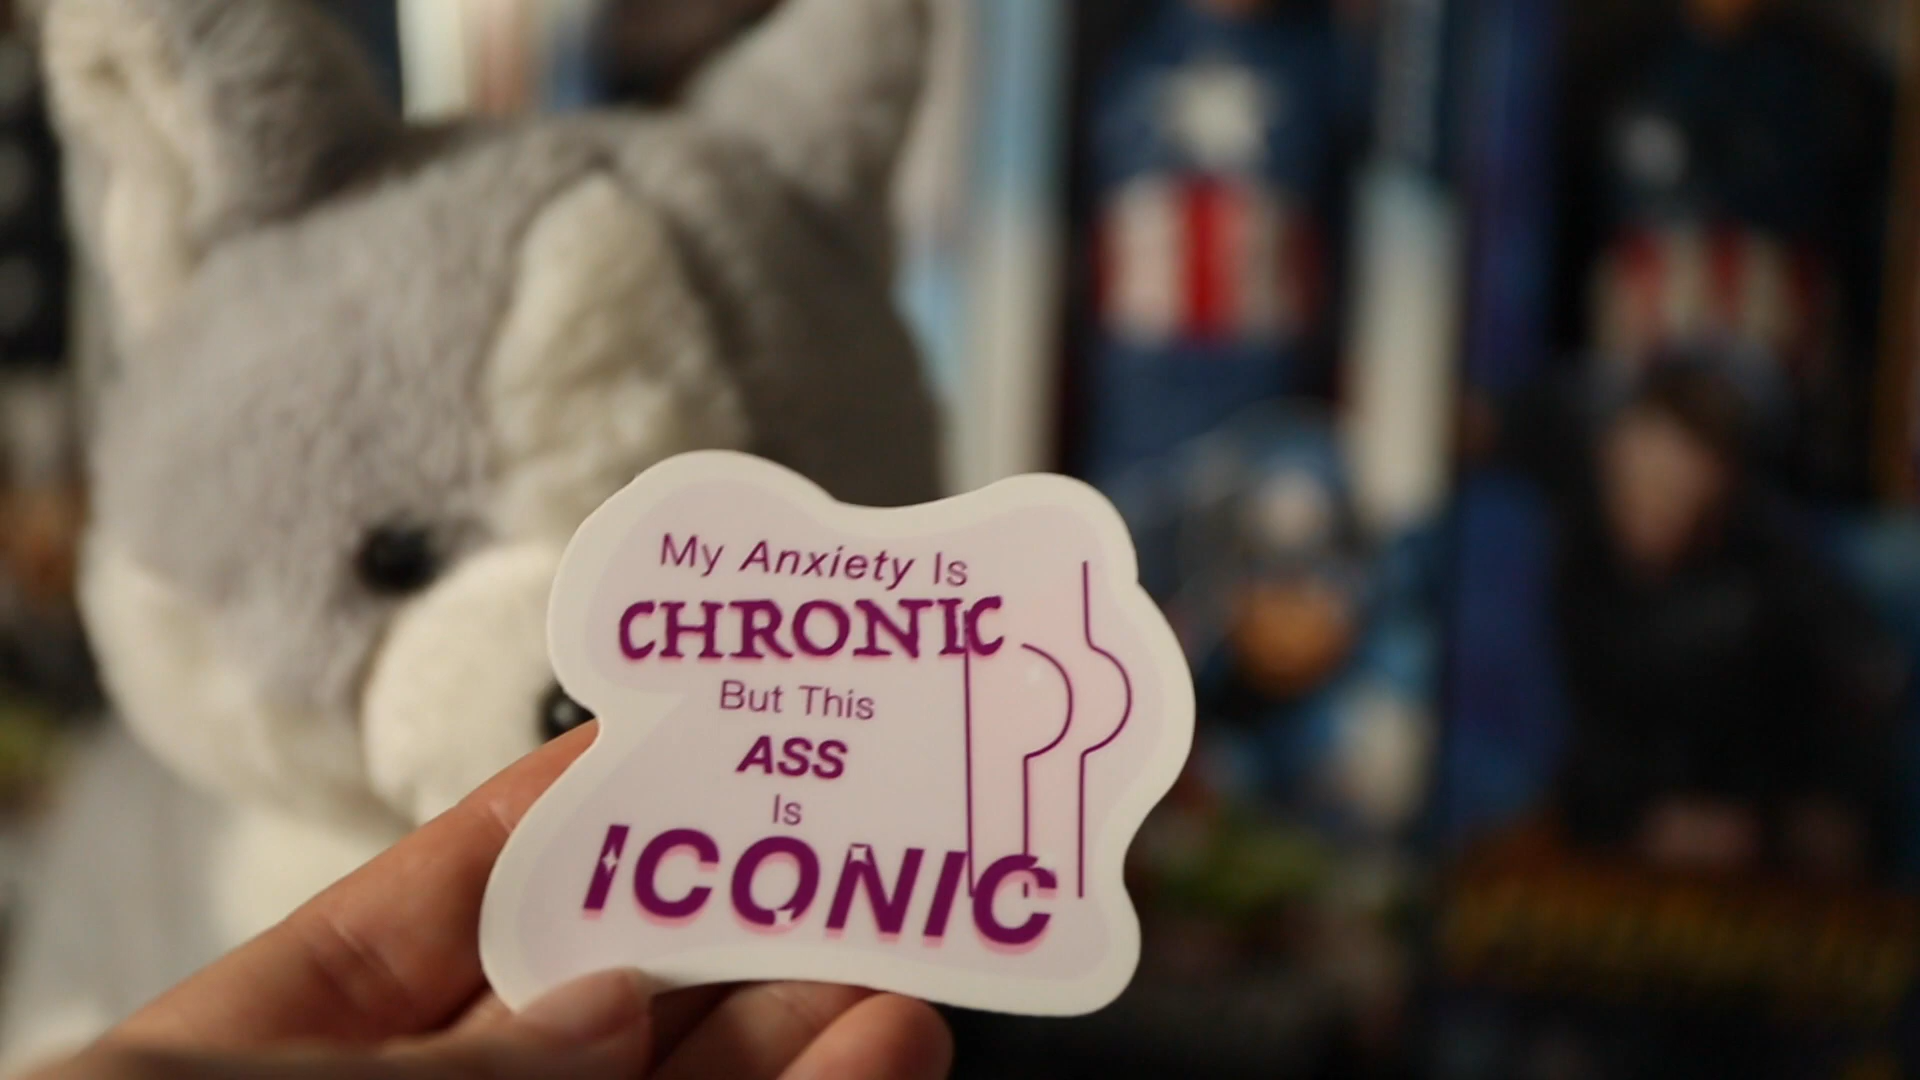 My Anxiety Is
CHRONIC
But This
ASS
Is
ICONIC